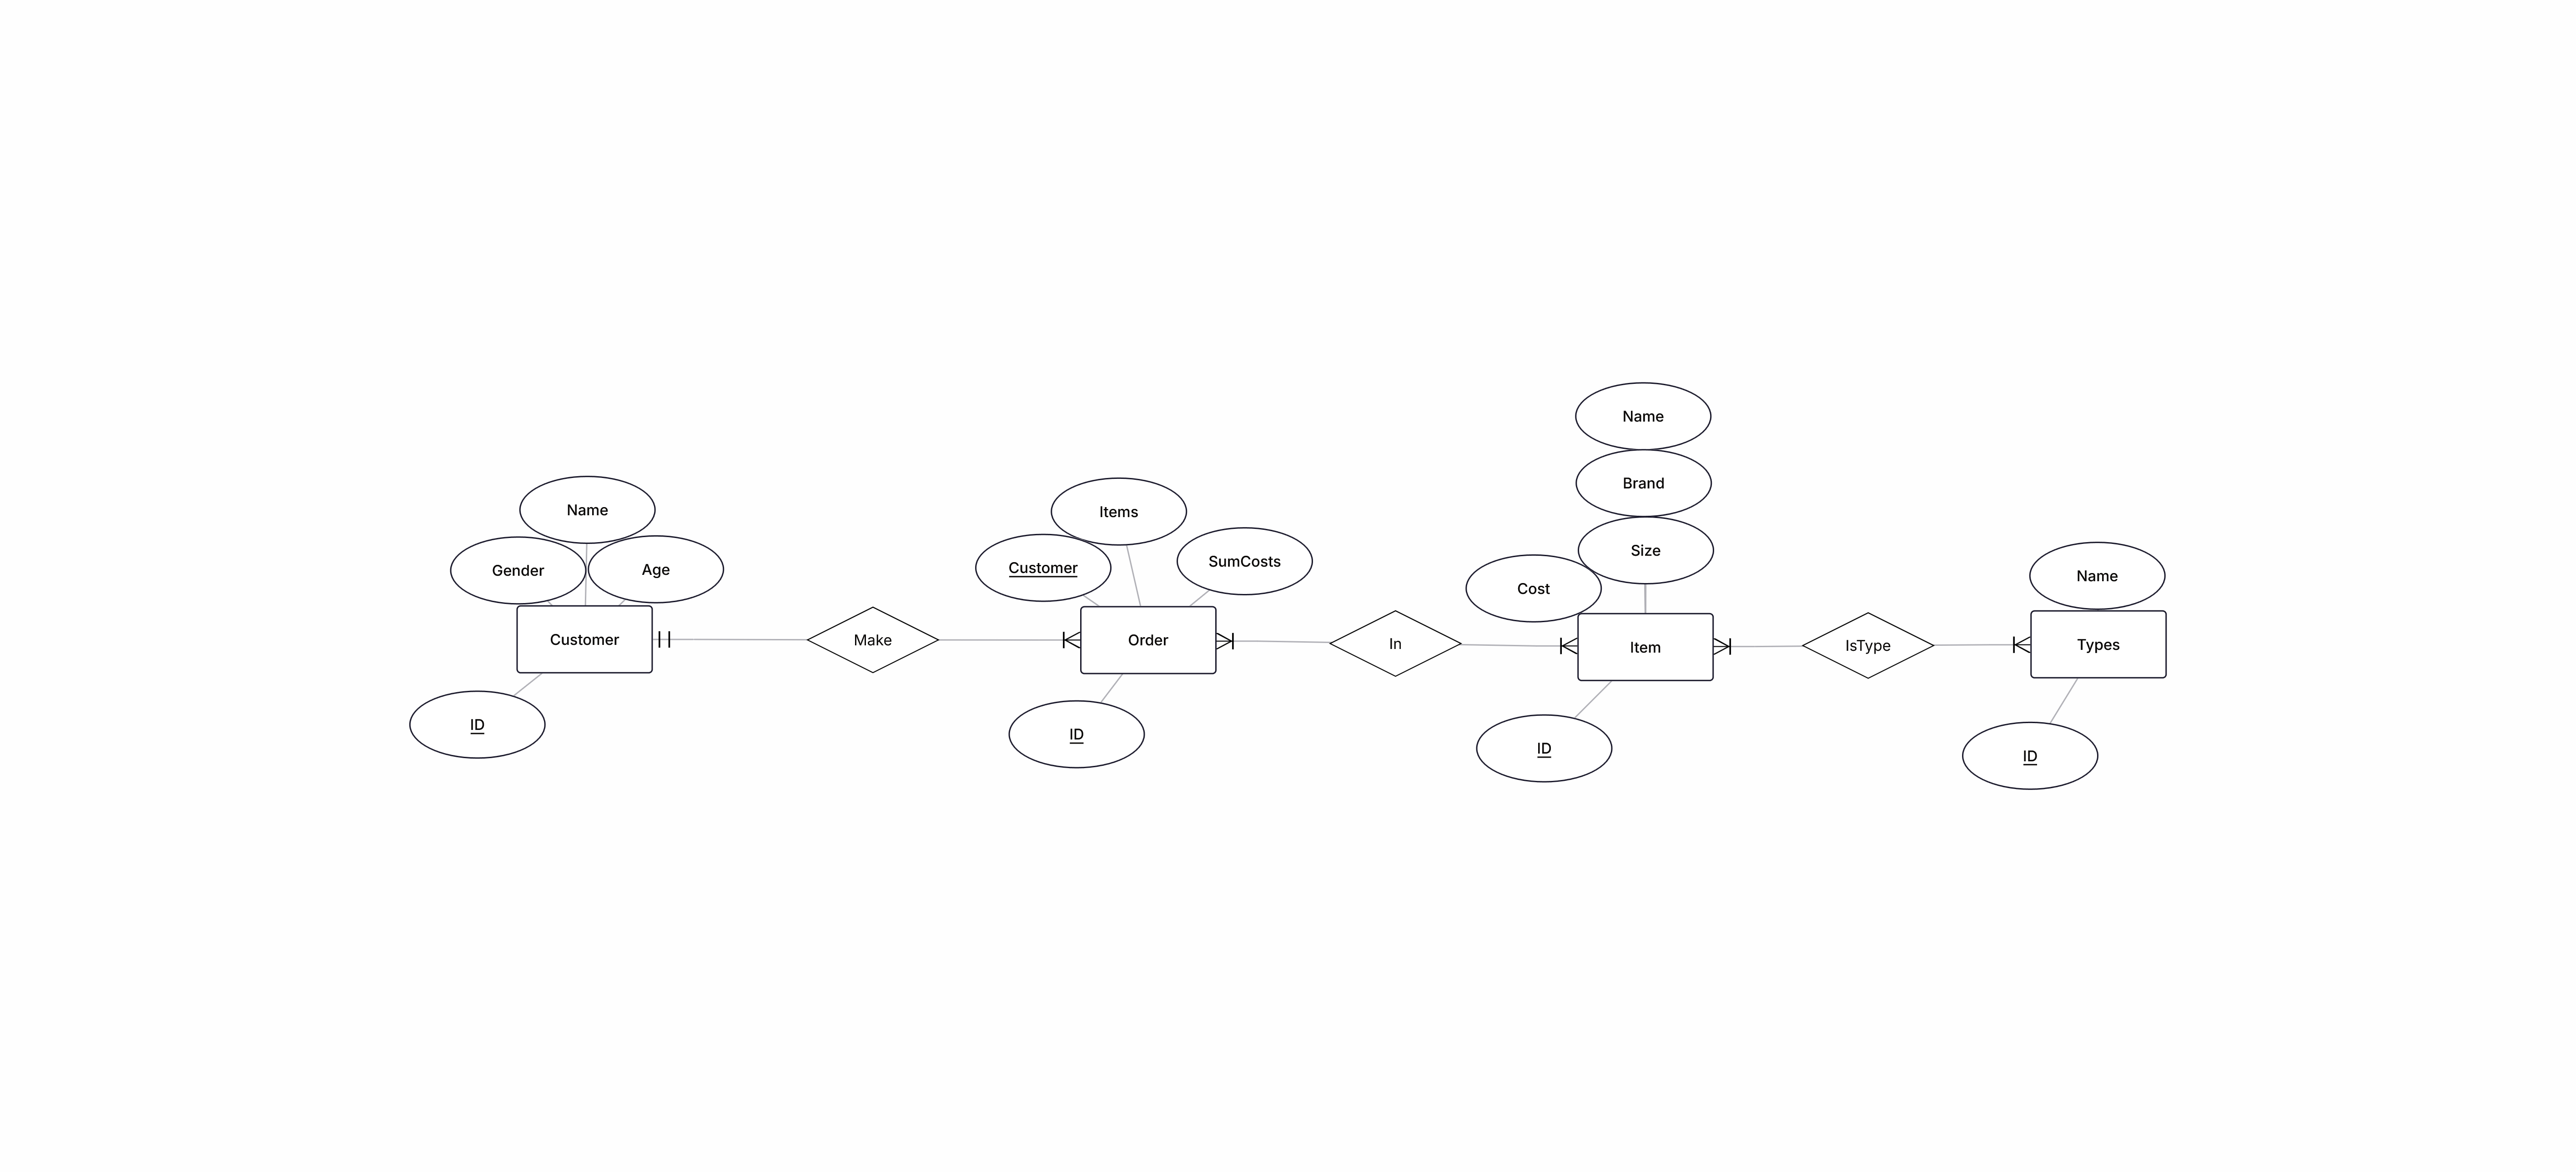 Name
Gender
Age
Customer
ID
Make
Items
Customer
SumCosts
Order
ID
In
Name
Brand
Size
Cost
Item
ID
IsType
Name
Types
ID